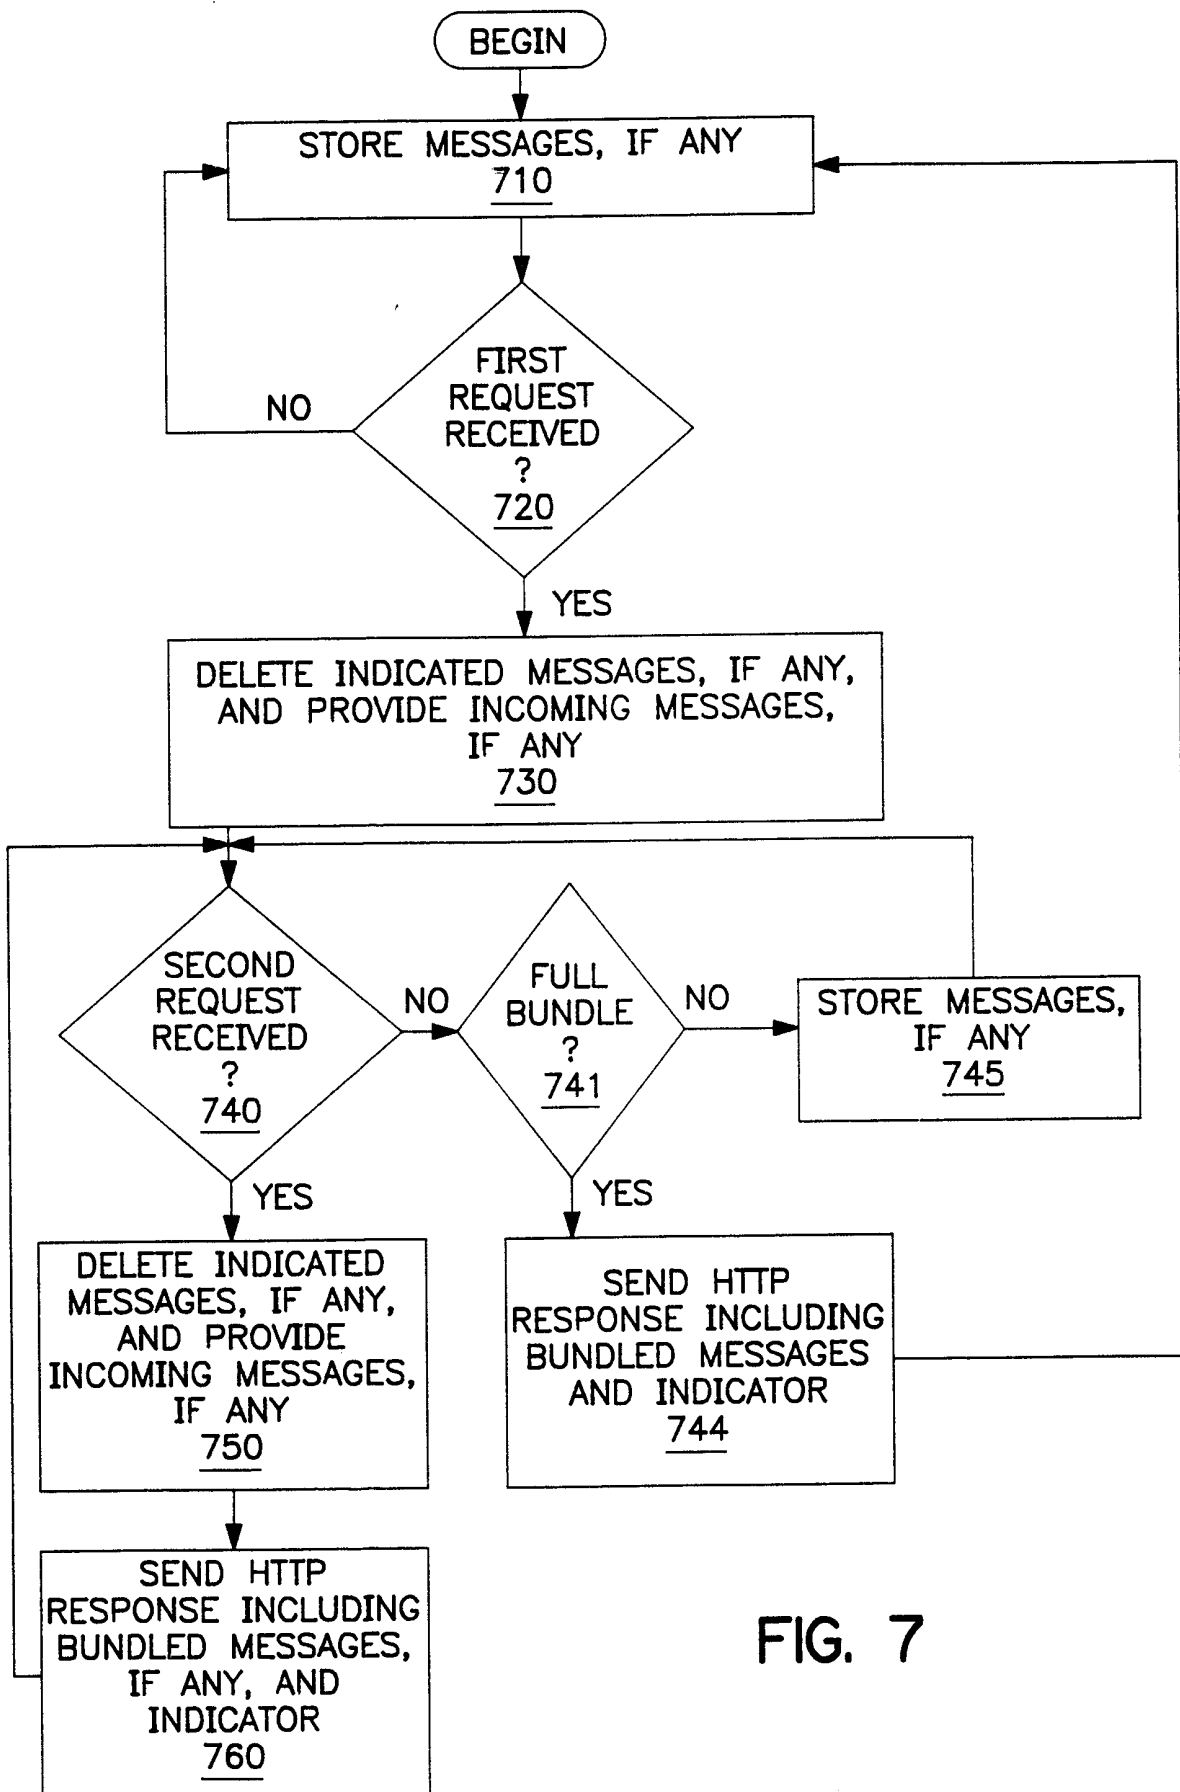 BEGIN
STORE MESSAGES, IF ANY
710
FIRST
REQUEST
RECEIVED
?
720
NO
YES
DELETE INDICATED MESSAGES, IF ANY,
AND PROVIDE INCOMING MESSAGES,
IF ANY
730
SECOND
REQUEST
RECEIVED
?
740
NO
YES
FULL
BUNDLE
?
741
NO
YES
STORE MESSAGES,
IF ANY
745
DELETE INDICATED
MESSAGES, IF ANY,
AND PROVIDE
INCOMING MESSAGES,
IF ANY
750
SEND HTTP
RESPONSE INCLUDING
BUNDLED MESSAGES
AND INDICATOR
744
SEND HTTP
RESPONSE INCLUDING
BUNDLED MESSAGES,
IF ANY, AND
INDICATOR
760
FIG. 7